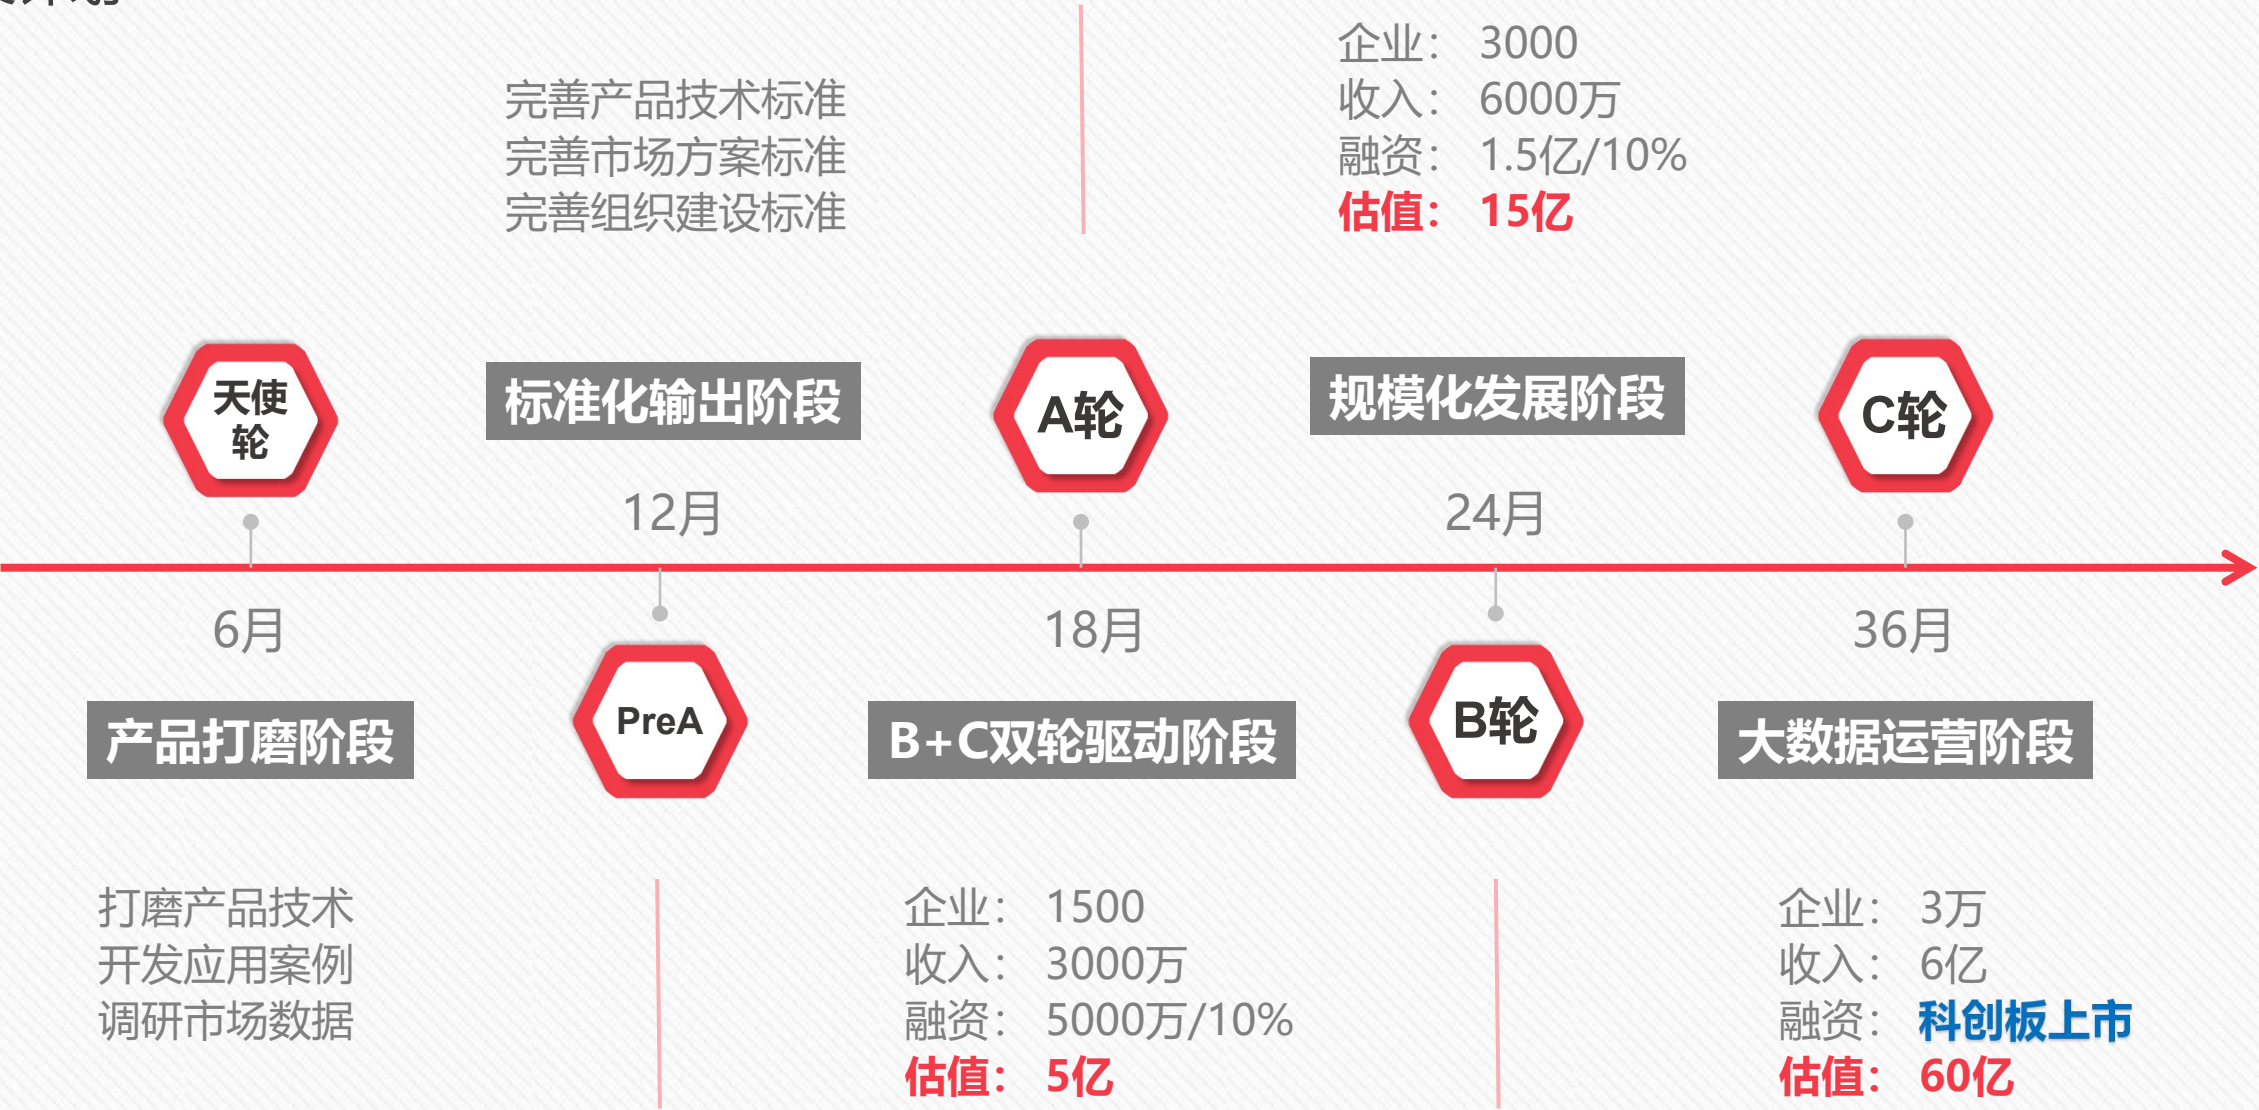 企业： 3000
收入： 6000万
融资： 1.5亿/10%
估值： 15亿
完善产品技术标准
完善市场方案标准
完善组织建设标准
天使
轮
标准化输出阶段
A轮
规模化发展阶段
C轮
12月
24月
6月
18月
36月
产品打磨阶段
PreA
B+C双轮驱动阶段
B轮
大数据运营阶段
打磨产品技术
开发应用案例
调研市场数据
企业： 1500
收入： 3000万
融资： 5000万/10%
估值： 5亿
企业： 3万
收入： 6亿
融资： 科创板上市
估值： 60亿